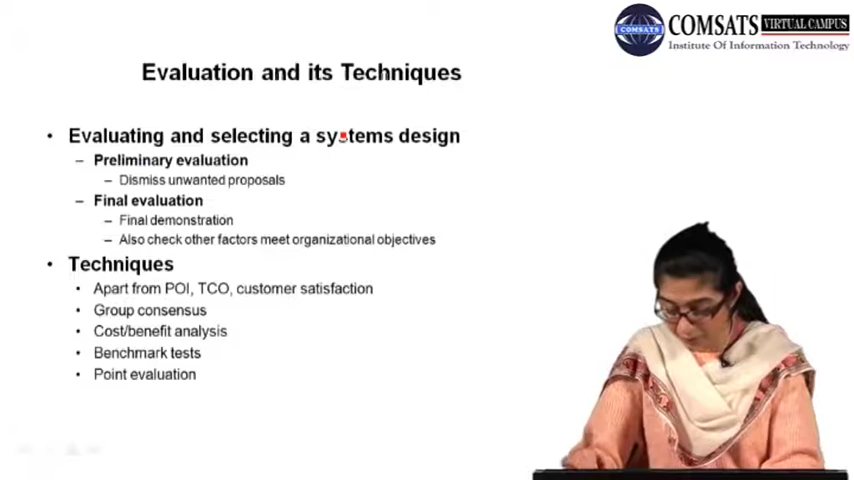 COMSATS
COMSATS VIRTUAL CAMPUS
Institute Of Information Technology
Evaluation and its Techniques
• Evaluating and selecting a systems design
– Preliminary evaluation
– Dismiss unwanted proposals
– Final evaluation
– Final demonstration
– Also check other factors meet organizational objectives
• Techniques
• Apart from POI, TCO, customer satisfaction
• Group consensus
• Cost/benefit analysis
• Benchmark tests
• Point evaluation